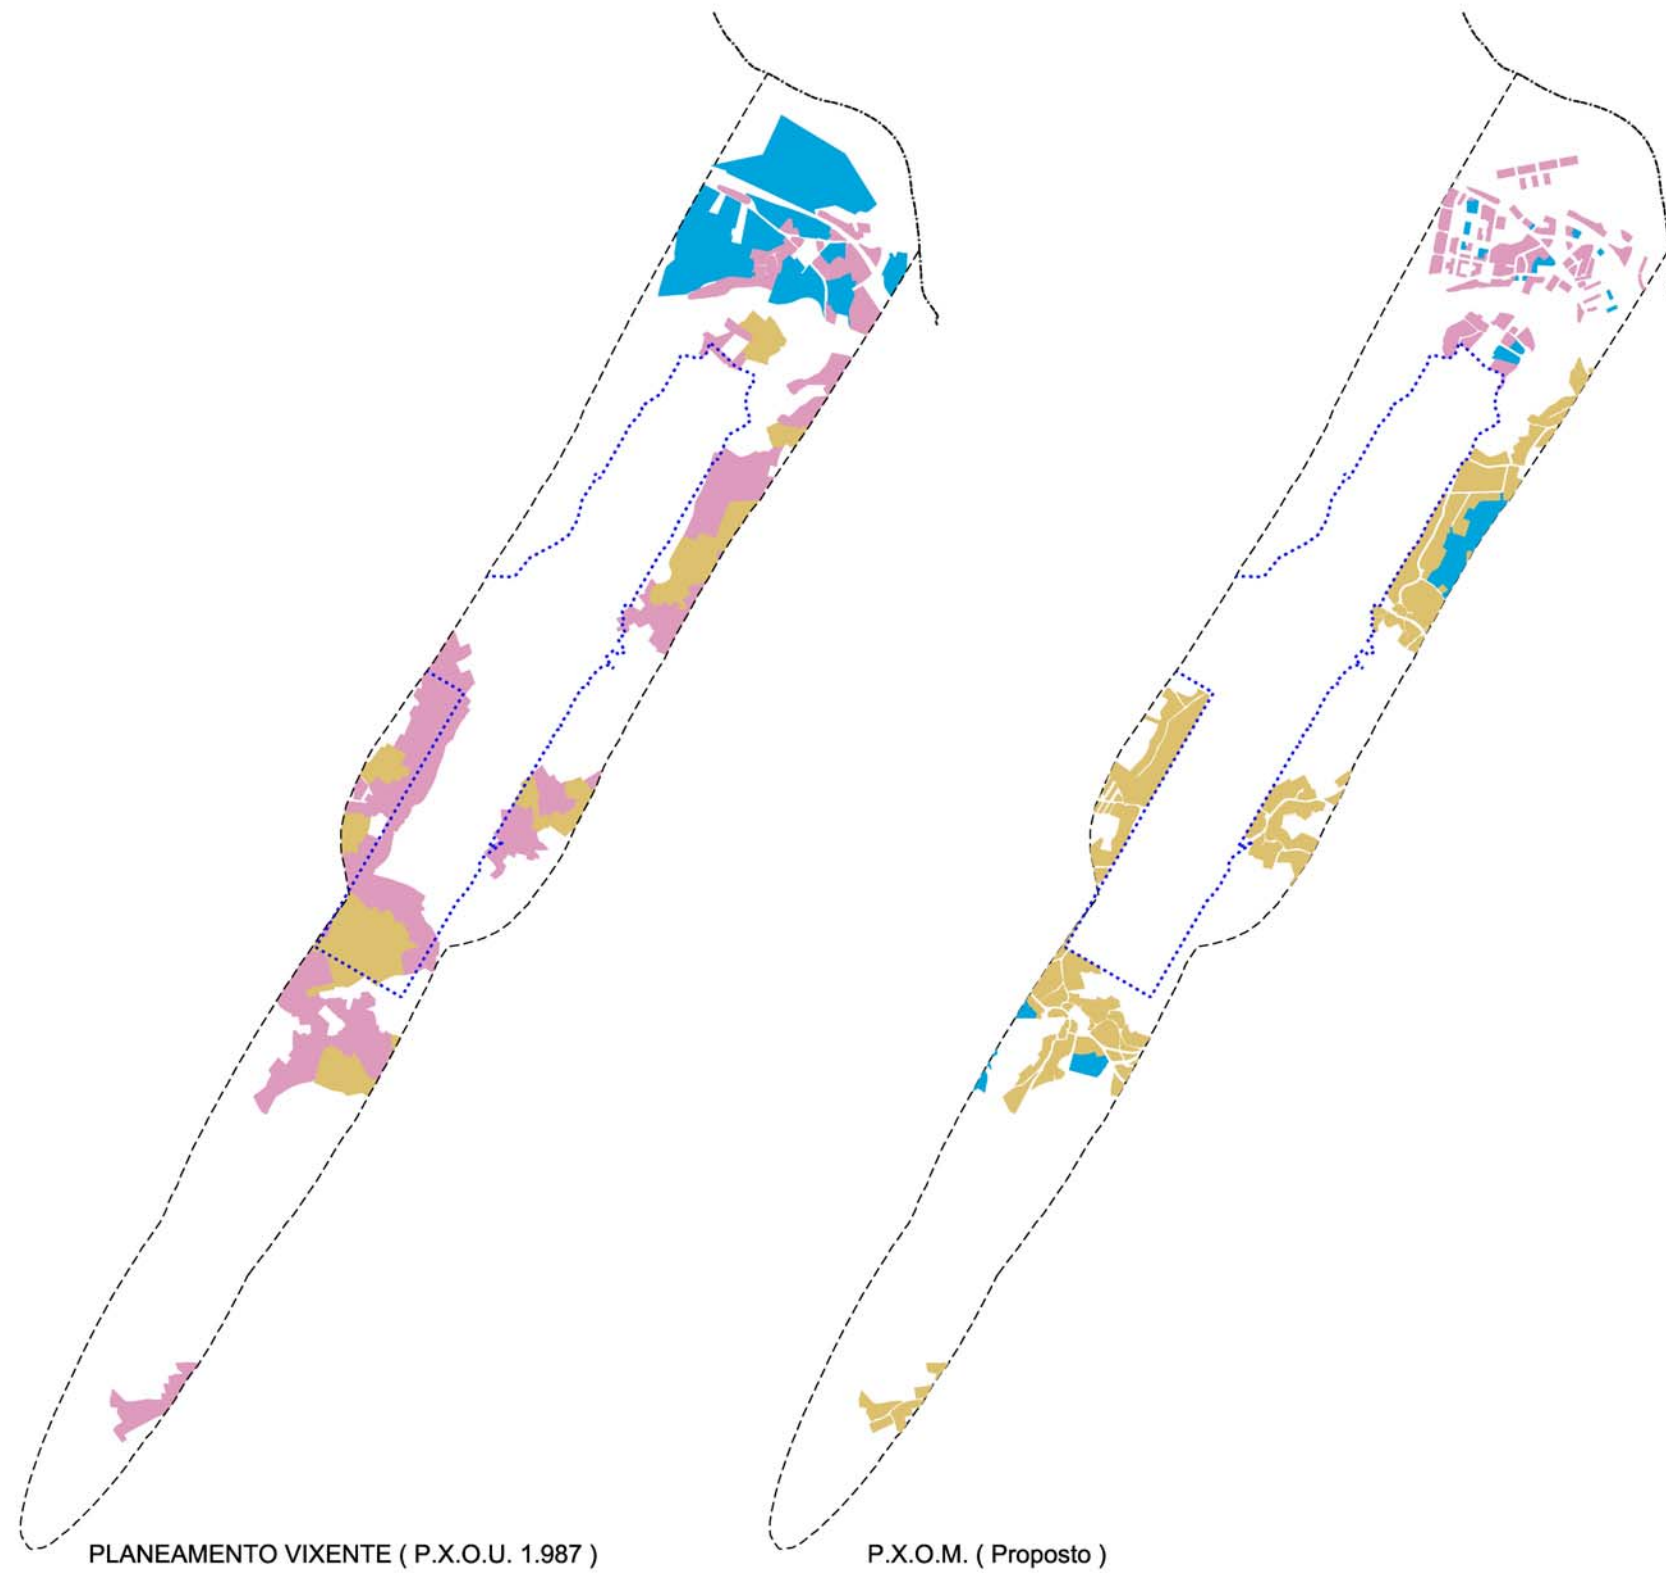 PLANEAMENTO VIXENTE ( P.X.O.U. 1.987 )
P.X.O.M. ( Proposto )